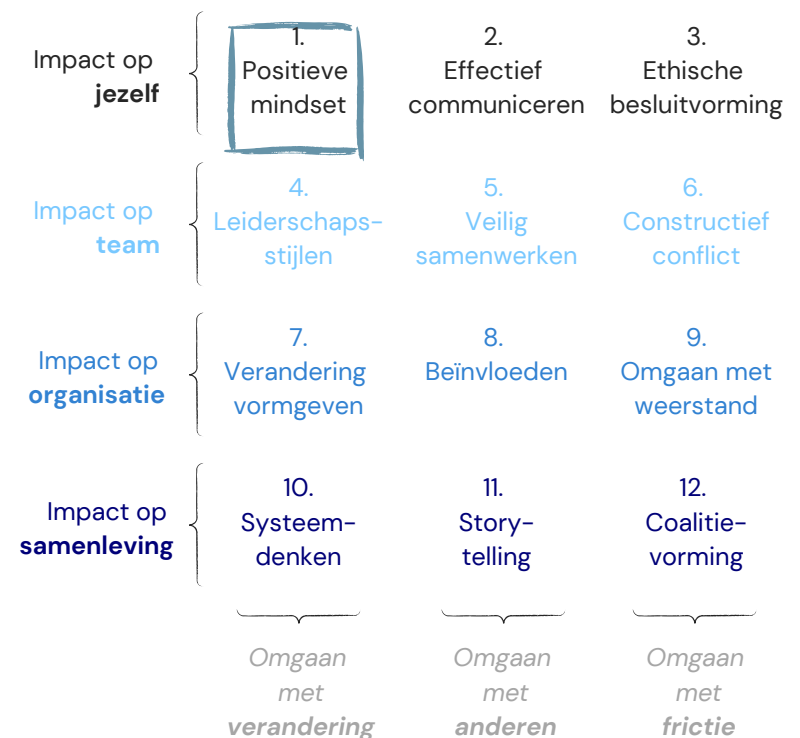 Impact op
jezelf
1.
Positieve
mindset
2.
Effectief
communiceren
3.
Ethische
besluitvorming
Impact op
team
4.
Leiderschaps-
stijlen
5.
Veilig
samenwerken
6.
Constructief
conflict
Impact op
organisatie
7.
Verandering
vormgeven
8.
Beïnvloeden
9.
Omgaan met
weerstand
Impact op
samenleving
10.
Systeem-
denken
11.
Story-
telling
12.
Coalitie-
vorming
Omgaan
met
verandering
Omgaan
met
anderen
Omgaan
met
frictie